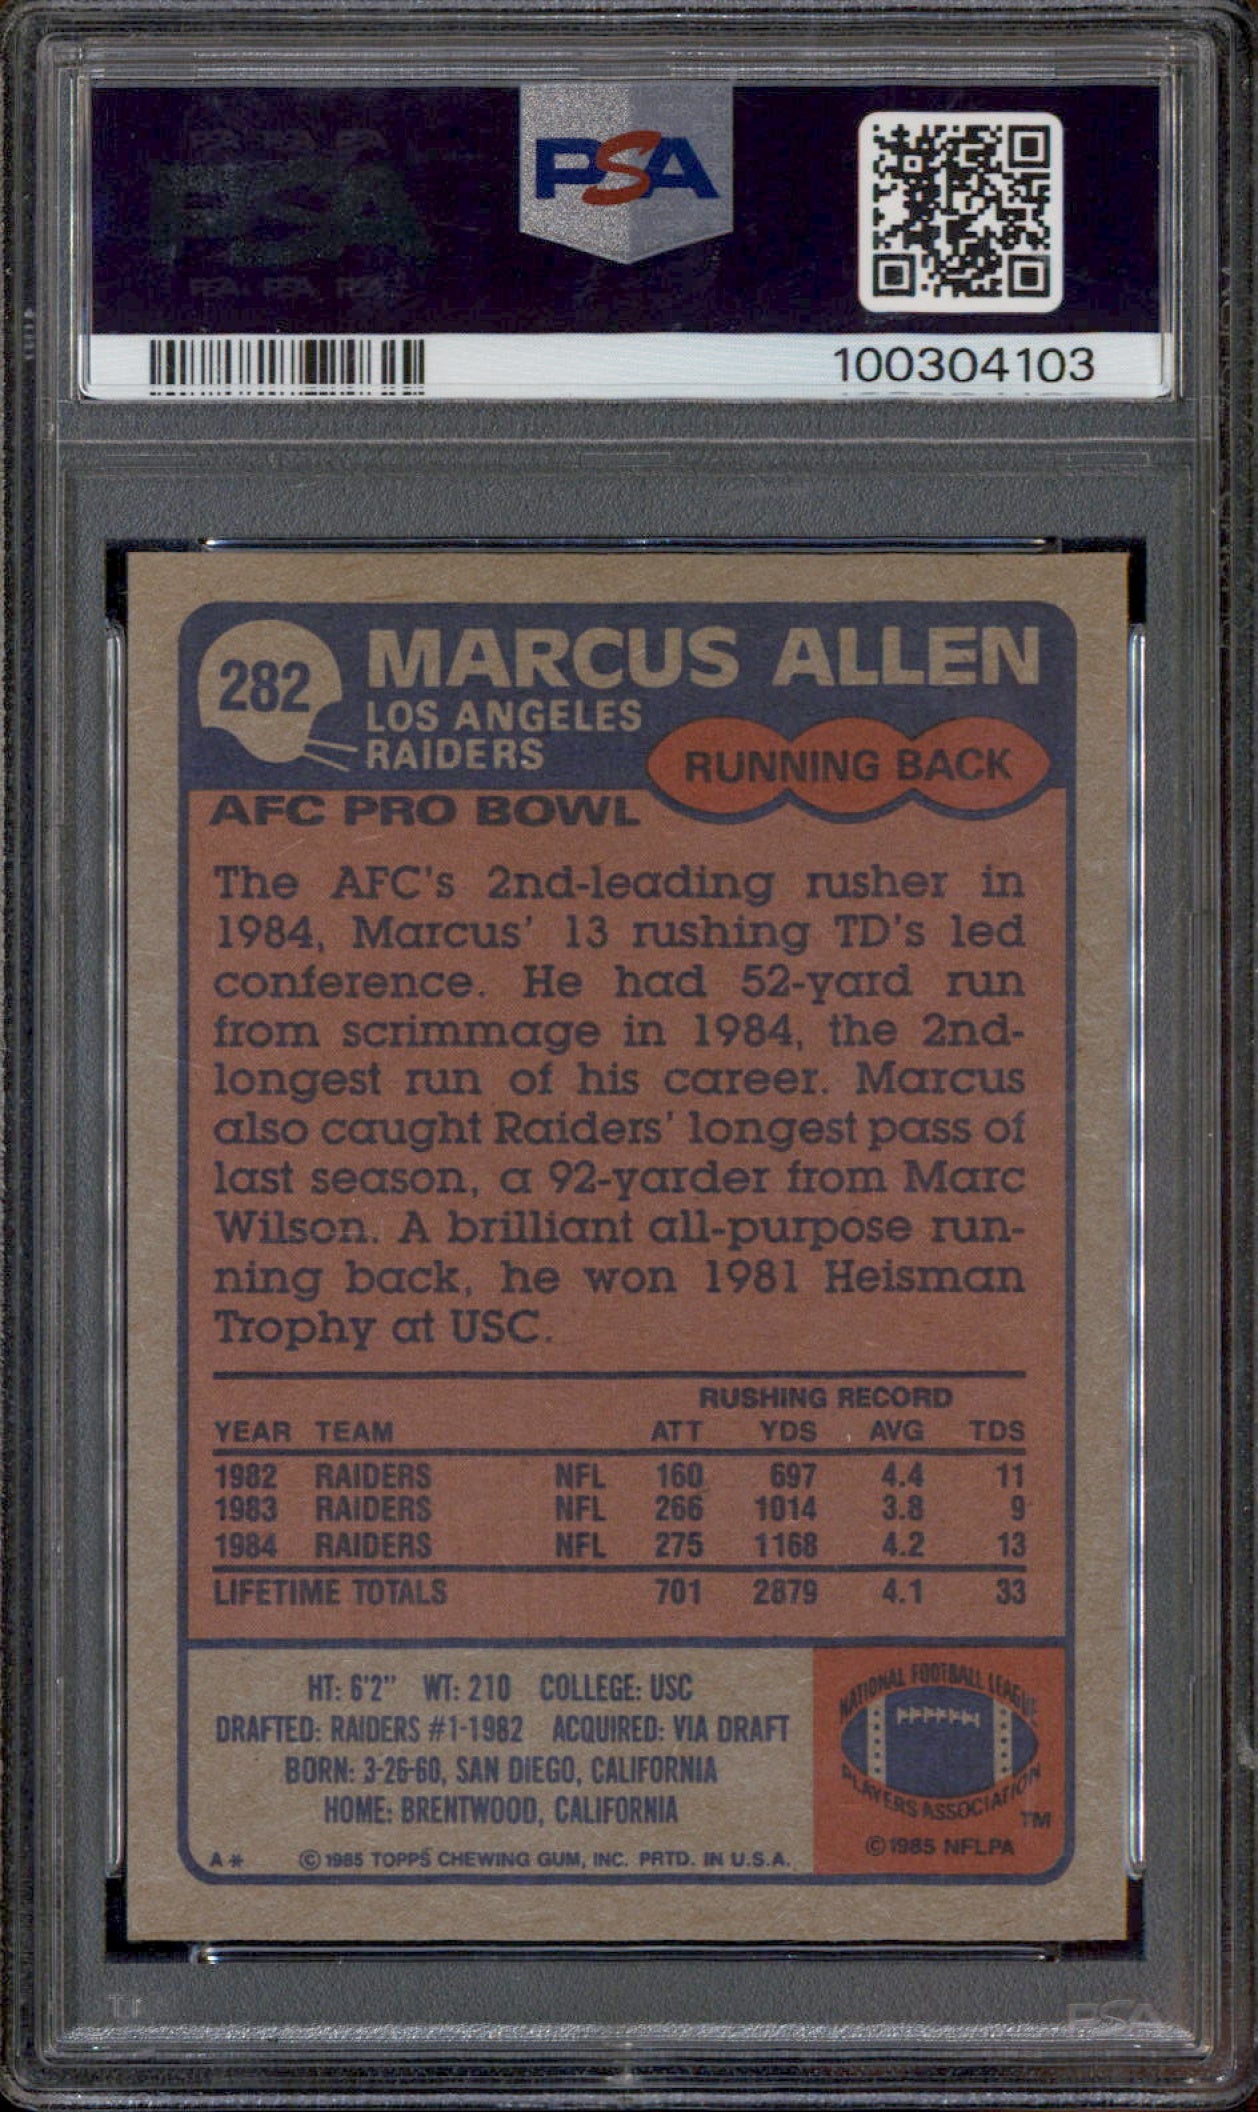 PSA
100304103
282
MARCUS ALLEN
LOS ANGELES
RAIDERS
RUNNING BACK
AFC PRO BOWL
The AFC's 2nd-leading rusher in
1984, Marcus' 13 rushing TD's led
conference. He had 52-yard run
from scrimmage in 1984, the 2nd-
longest run of his career. Marcus
also caught Raiders' longest pass of
last season, a 92-yarder from Marc
Wilson. A brilliant all-purpose run-
ning back, he won 1981 Heisman
Trophy at USC.
RUSHING RECORD
YEAR TEAM ATT YDS AVG TDS
1982 RAIDERS NFL 160 697 4.4 11
1983 RAIDERS NFL 266 1014 3.8 9
1984 RAIDERS NFL 275 1168 4.2 13
LIFETIME TOTALS 701 2879 4.1 33
HT: 6'2" WT: 210 COLLEGE: USC
DRAFTED: RAIDERS #1-1982 ACQUIRED: VIA DRAFT
BORN: 3-26-60, SAN DIEGO, CALIFORNIA
HOME: BRENTWOOD, CALIFORNIA
A* ©1985 TOPPS CHEWING GUM, INC. PRTD. IN U.S.A.
NATIONAL FOOTBALL LEAGUE
PLAYERS ASSOCIATION
TM
©1985 NFLPA
PSA